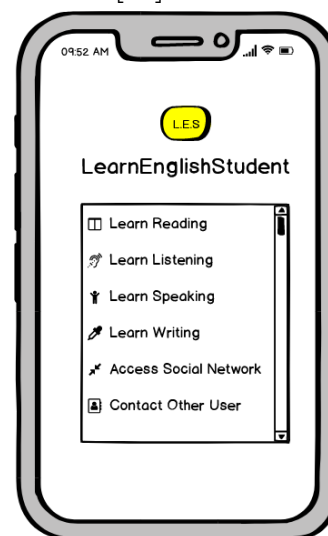 09:52 AM
L.E.S
LearnEnglishStudent
Learn Reading
Learn Listening
Learn Speaking
Learn Writing
Access Social Network
Contact Other User